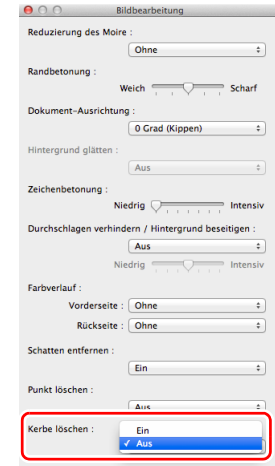 Bildbearbeitung
Reduzierung des Moire :
Ohne
Randbetonung :
Weich Scharf
Dokument-Ausrichtung :
0 Grad (Kippen)
Hintergrund glätten :
Aus
Zeichenbetonung :
Niedrig Intensiv
Durchschlagen verhindern / Hintergrund beseitigen :
Aus
Niedrig Intensiv
Farbverlauf :
Vorderseite : Ohne
Rückseite : Ohne
Schatten entfernen :
Ein
Punkt löschen :
Aus
Kerbe löschen : Ein
✓ Aus